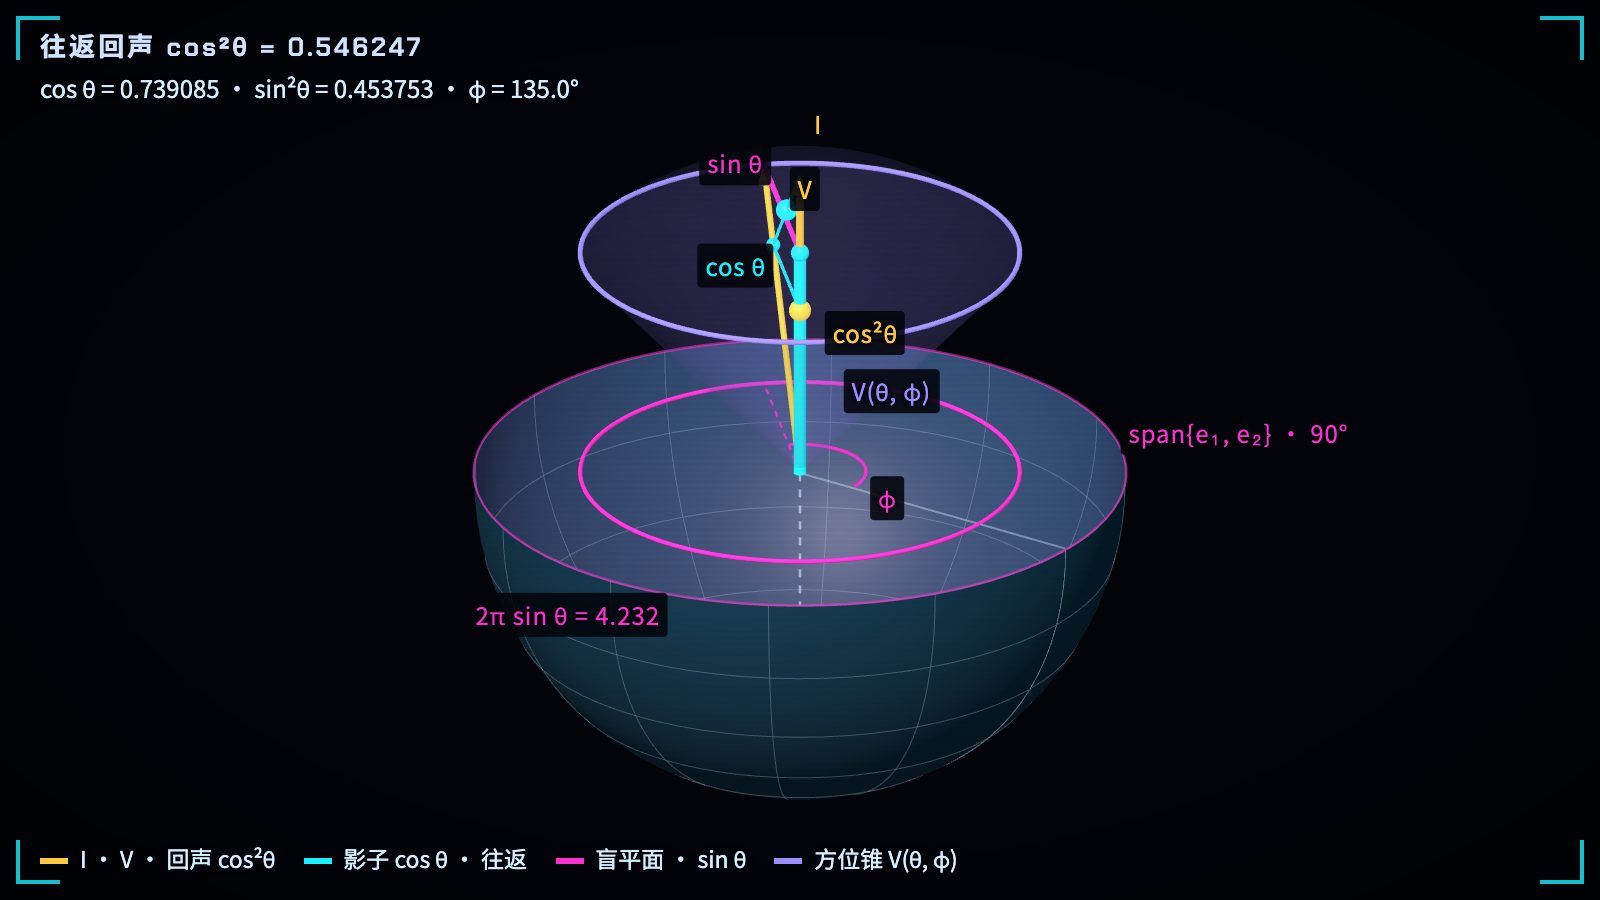 往返回声 cos²θ = 0.546247
cos θ = 0.739085 · sin²θ = 0.453753 · ϕ = 135.0°
I
sin θ
V
cos θ
cos²θ
V(θ, ϕ)
span{e₁, e₂} · 90°
ϕ
2π sin θ = 4.232
I · V · 回声 cos²θ
影子 cos θ · 往返
盲平面 · sin θ
方位锥 V(θ, ϕ)